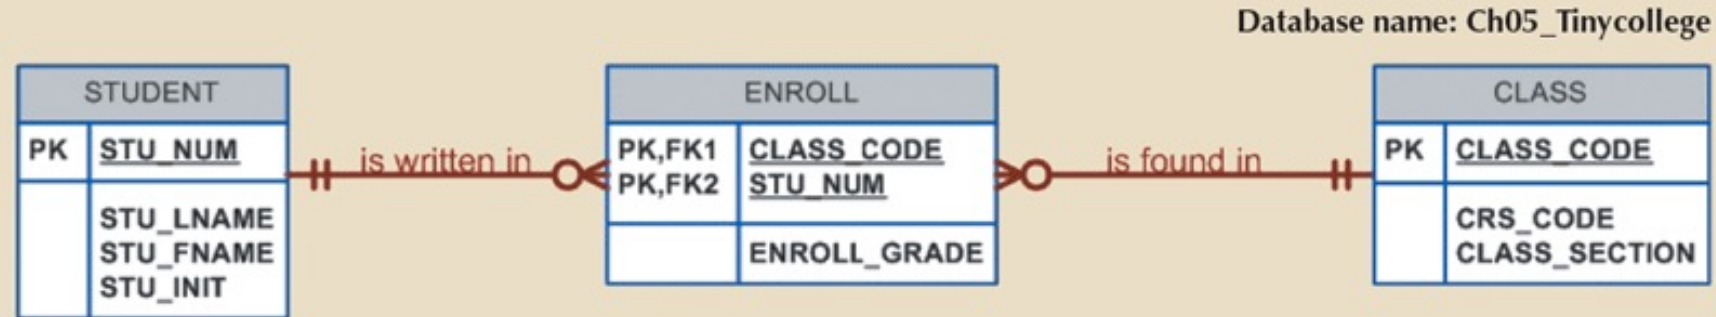 Database name: Ch05_Tinycollege
STUDENT
PK STU_NUM
STU_LNAME
STU_FNAME
STU_INIT
is written in
ENROLL
PK,FK1 CLASS_CODE
PK,FK2 STU_NUM
ENROLL_GRADE
is found in
CLASS
PK CLASS_CODE
CRS_CODE
CLASS_SECTION